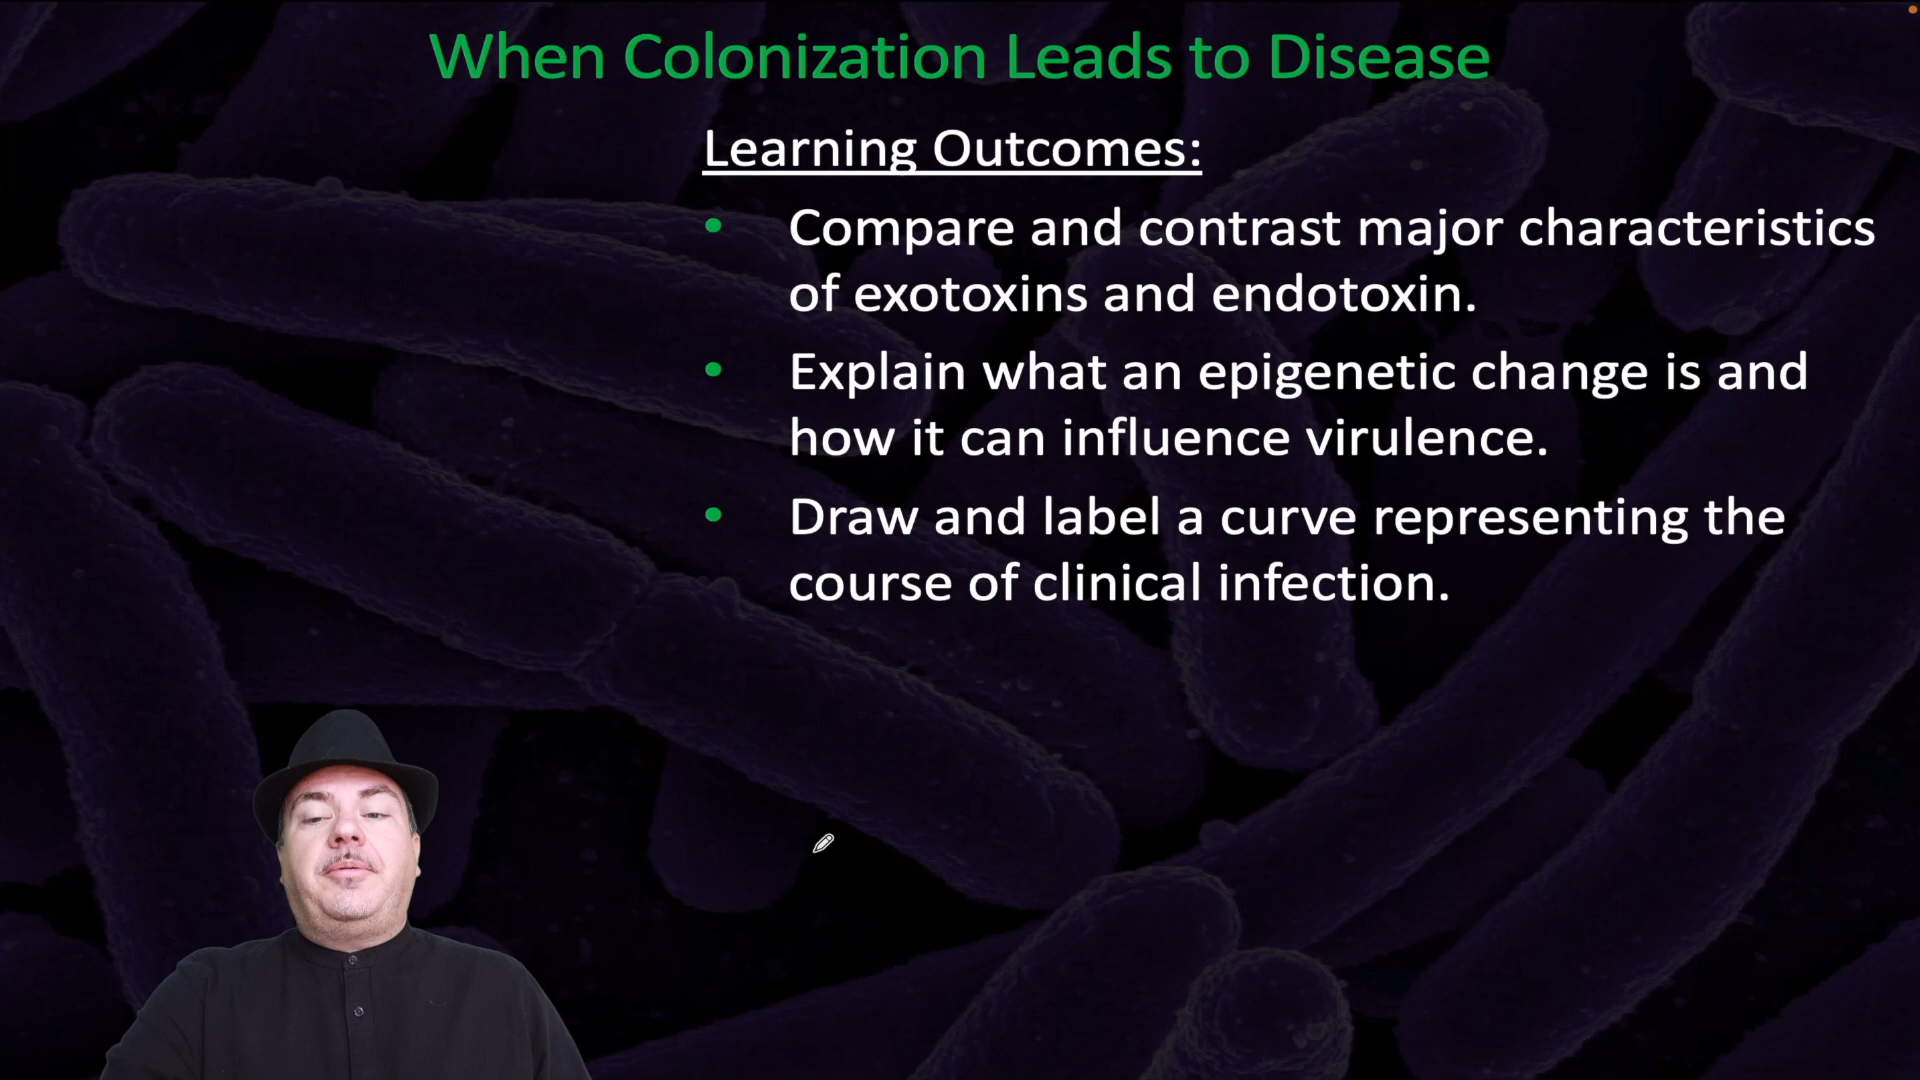 When Colonization Leads to Disease
Learning Outcomes:
• Compare and contrast major characteristics
of exotoxins and endotoxin.
• Explain what an epigenetic change is and
how it can influence virulence.
• Draw and label a curve representing the
course of clinical infection.